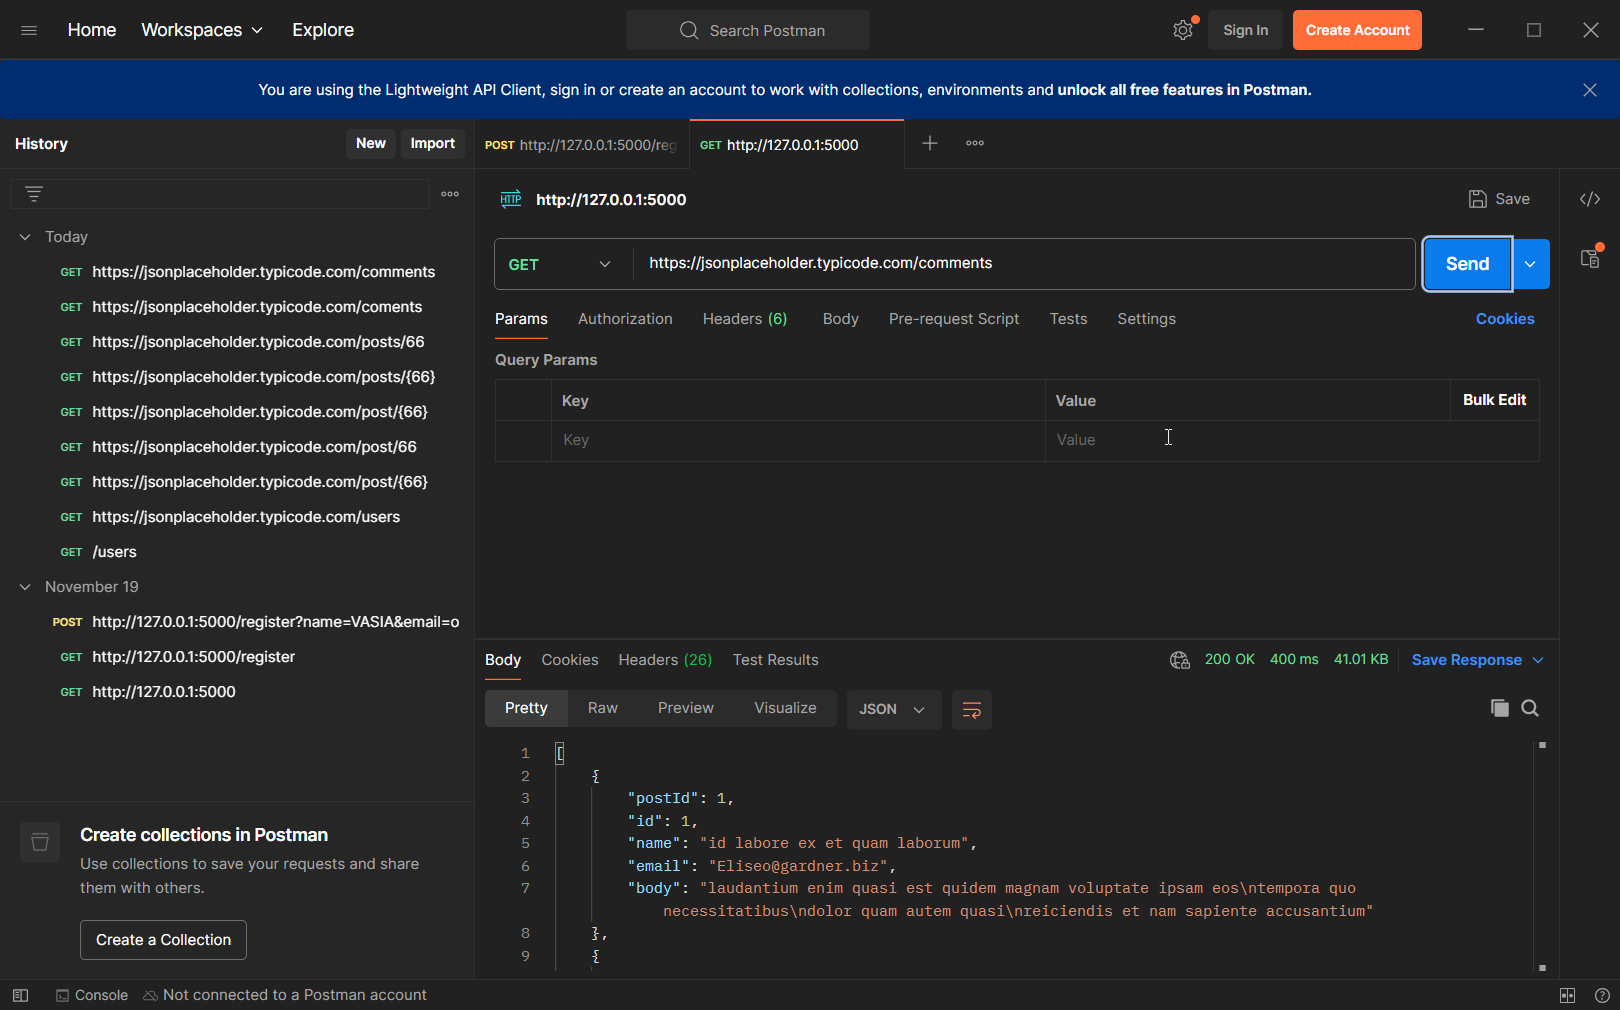 Home Workspaces Explore Search Postman Sign In Create Account
You are using the Lightweight API Client, sign in or create an account to work with collections, environments and unlock all free features in Postman.
History New Import
POST http://127.0.0.1:5000/reg GET http://127.0.0.1:5000
HTTP http://127.0.0.1:5000 Save
Today
GET https://jsonplaceholder.typicode.com/comments
GET https://jsonplaceholder.typicode.com/coments
GET https://jsonplaceholder.typicode.com/posts/66
GET https://jsonplaceholder.typicode.com/posts/{66}
GET https://jsonplaceholder.typicode.com/post/{66}
GET https://jsonplaceholder.typicode.com/post/66
GET https://jsonplaceholder.typicode.com/post/{66}
GET https://jsonplaceholder.typicode.com/users
GET /users
November 19
POST http://127.0.0.1:5000/register?name=VASIA&email=o
GET http://127.0.0.1:5000/register
GET http://127.0.0.1:5000
Create collections in Postman
Use collections to save your requests and share
them with others.
Create a Collection
GET https://jsonplaceholder.typicode.com/comments Send
Params Authorization Headers (6) Body Pre-request Script Tests Settings Cookies
Query Params
Key Value Bulk Edit
Key Value
Body Cookies Headers (26) Test Results 200 OK 400 ms 41.01 KB Save Response
Pretty Raw Preview Visualize JSON
1 [
2 {
3 "postId": 1,
4 "id": 1,
5 "name": "id labore ex et quam laborum",
6 "email": "Eliseo@gardner.biz",
7 "body": "laudantium enim quasi est quidem magnam voluptate ipsam eos\ntempora quo
necessitatibus\ndolor quam autem quasi\nreiciendis et nam sapiente accusantium"
8 },
9 {
Console Not connected to a Postman account